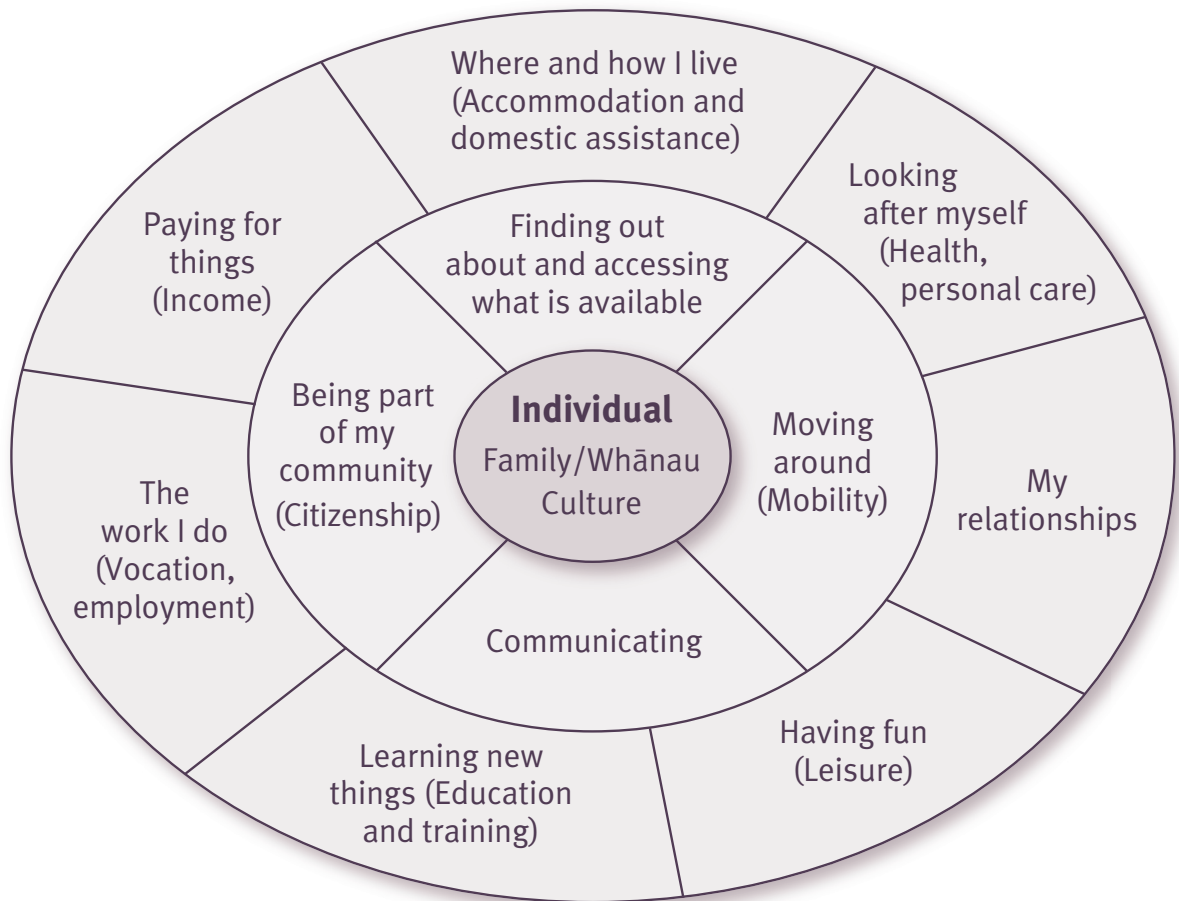 Where and how I live
(Accommodation and
domestic assistance)
Looking
after myself
(Health,
personal care)
My
relationships
Having fun
(Leisure)
Learning new
things (Education
and training)
The
work I do
(Vocation,
employment)
Paying for
things
(Income)
Finding out
about and accessing
what is available
Moving
around
(Mobility)
Communicating
Being part
of my
community
(Citizenship)
Individual
Family/Whānau
Culture